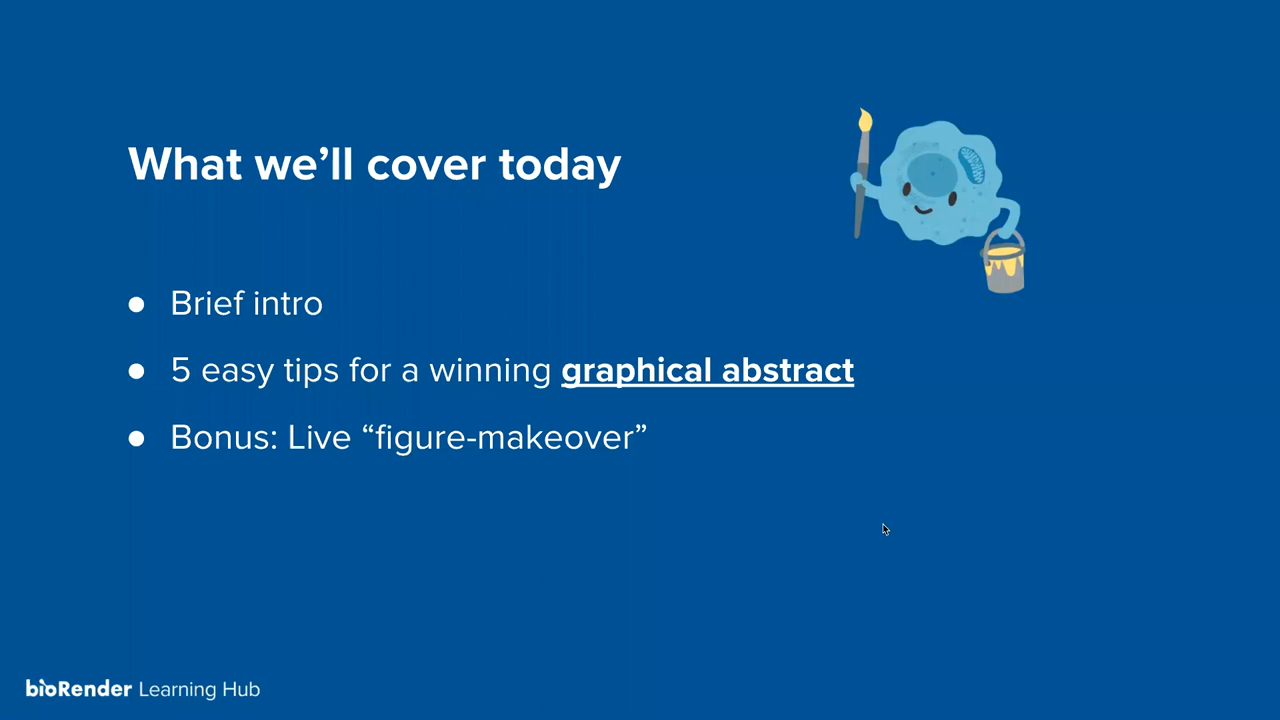 What we’ll cover today
● Brief intro
● 5 easy tips for a winning graphical abstract
● Bonus: Live “figure-makeover”
bioRender Learning Hub